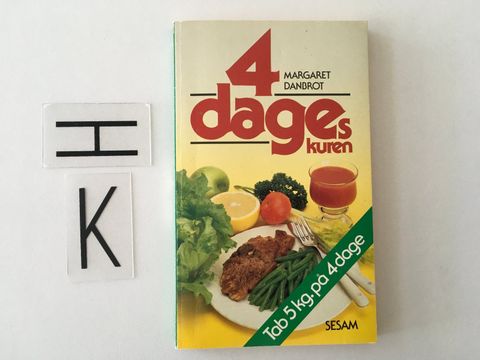 H
K
4
MARGARET
DANBROT
dages
kuren
Tab 5 kg. på 4 dage
SESAM